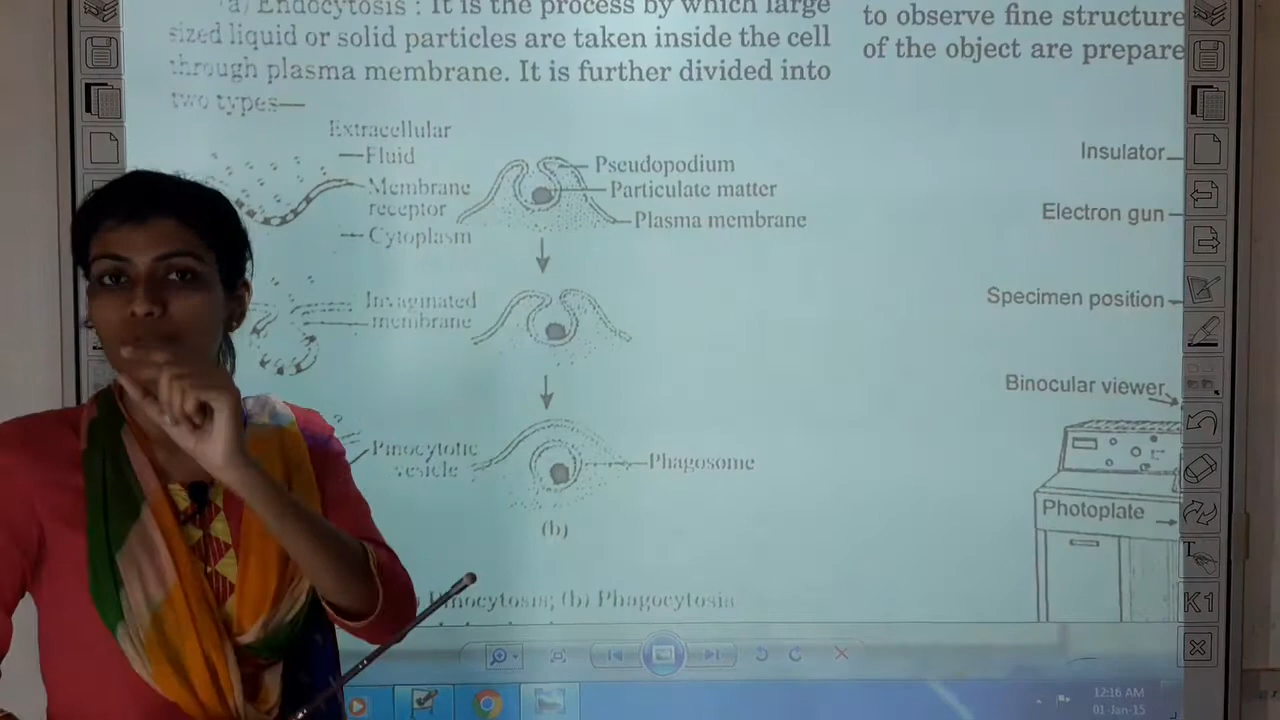 (a) Endocytosis : It is the process by which large
sized liquid or solid particles are taken inside the cell
through plasma membrane. It is further divided into
two types—
to observe fine structure
of the object are prepare
Extracellular
Fluid
Membrane
receptor
Cytoplasm
Pseudopodium
Particulate matter
Plasma membrane
Invaginated
membrane
Pinocytotic
vesicle
Phagosome
(b)
Pinocytosis; (b) Phagocytosis
Insulator
Electron gun
Specimen position
Binocular viewer
Photoplate
T
K1
12:16 AM
01-Jan-15